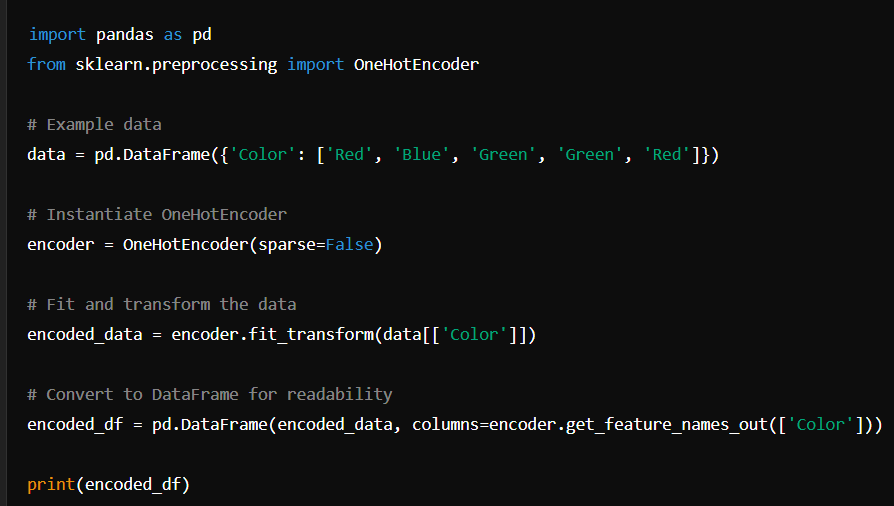 import pandas as pd
from sklearn.preprocessing import OneHotEncoder
# Example data
data = pd.DataFrame({'Color': ['Red', 'Blue', 'Green', 'Green', 'Red']})
# Instantiate OneHotEncoder
encoder = OneHotEncoder(sparse=False)
# Fit and transform the data
encoded_data = encoder.fit_transform(data[['Color']])
# Convert to DataFrame for readability
encoded_df = pd.DataFrame(encoded_data, columns=encoder.get_feature_names_out(['Color']))
print(encoded_df)